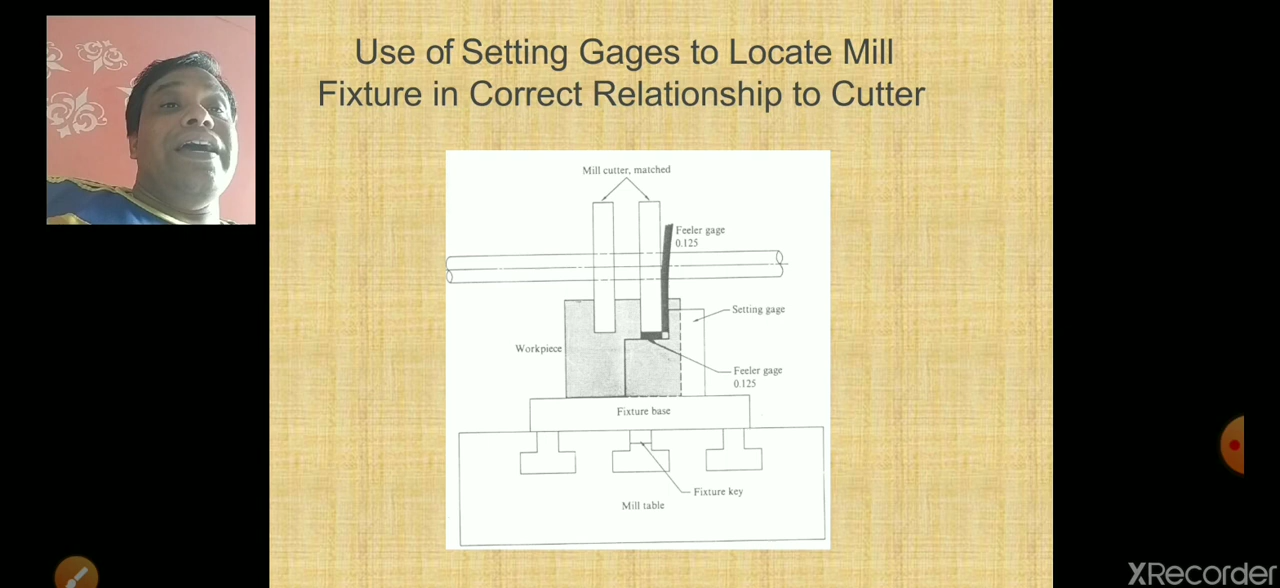 Use of Setting Gages to Locate Mill
Fixture in Correct Relationship to Cutter
Mill cutter, matched
Feeler gage
0.125
Setting gage
Workpiece
Feeler gage
0.125
Fixture base
Fixture key
Mill table
XRecorder